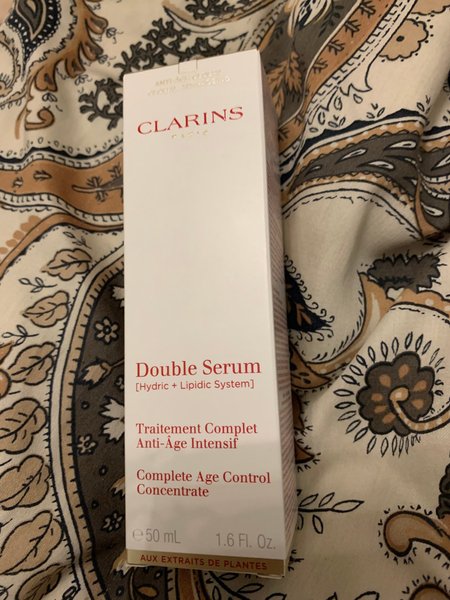 CLARINS
PARIS
Double Serum
[Hydric + Lipidic System]
Traitement Complet
Anti-Âge Intensif
Complete Age Control
Concentrate
℮50 mL 1.6 Fl. Oz.
AUX EXTRAITS DE PLANTES